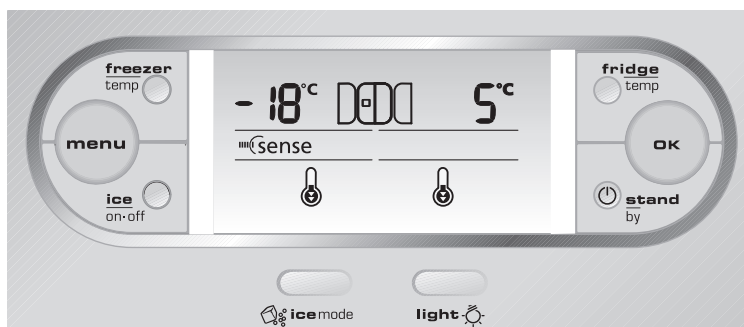 freezer
temp
-18°C
5°C
fridge
temp
menu
sense
OK
ice
on·off
stand
by
ice mode
light